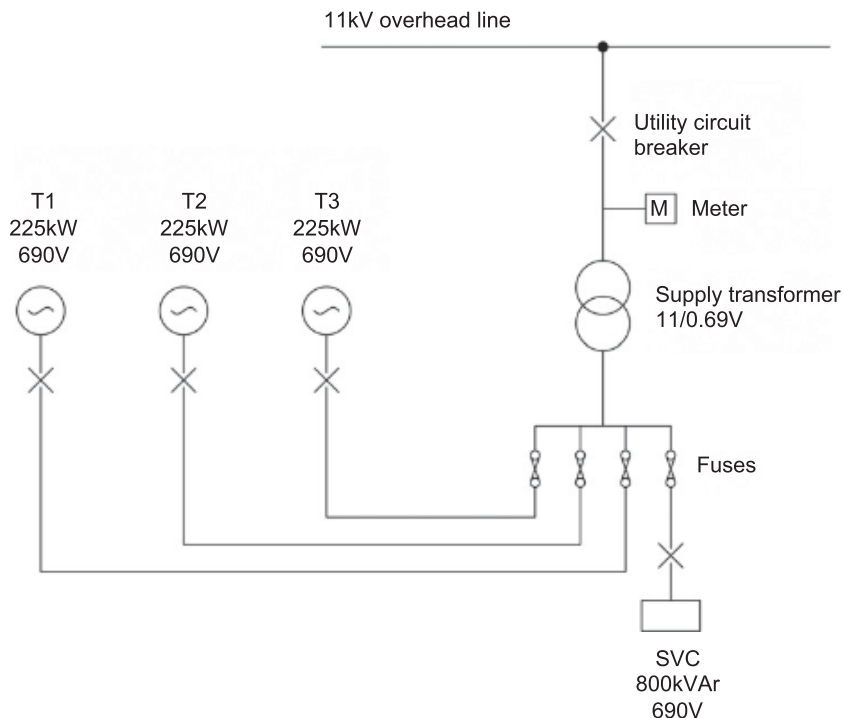 11kV overhead line
Utility circuit
breaker
M
Meter
T1
225kW
690V
T2
225kW
690V
T3
225kW
690V
Supply transformer
11/0.69V
Fuses
SVC
800kVAr
690V